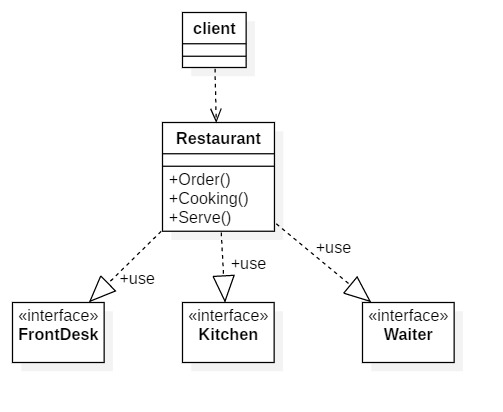 client
Restaurant
+Order()
+Cooking()
+Serve()
+use
+use
+use
«interface»
FrontDesk
«interface»
Kitchen
«interface»
Waiter